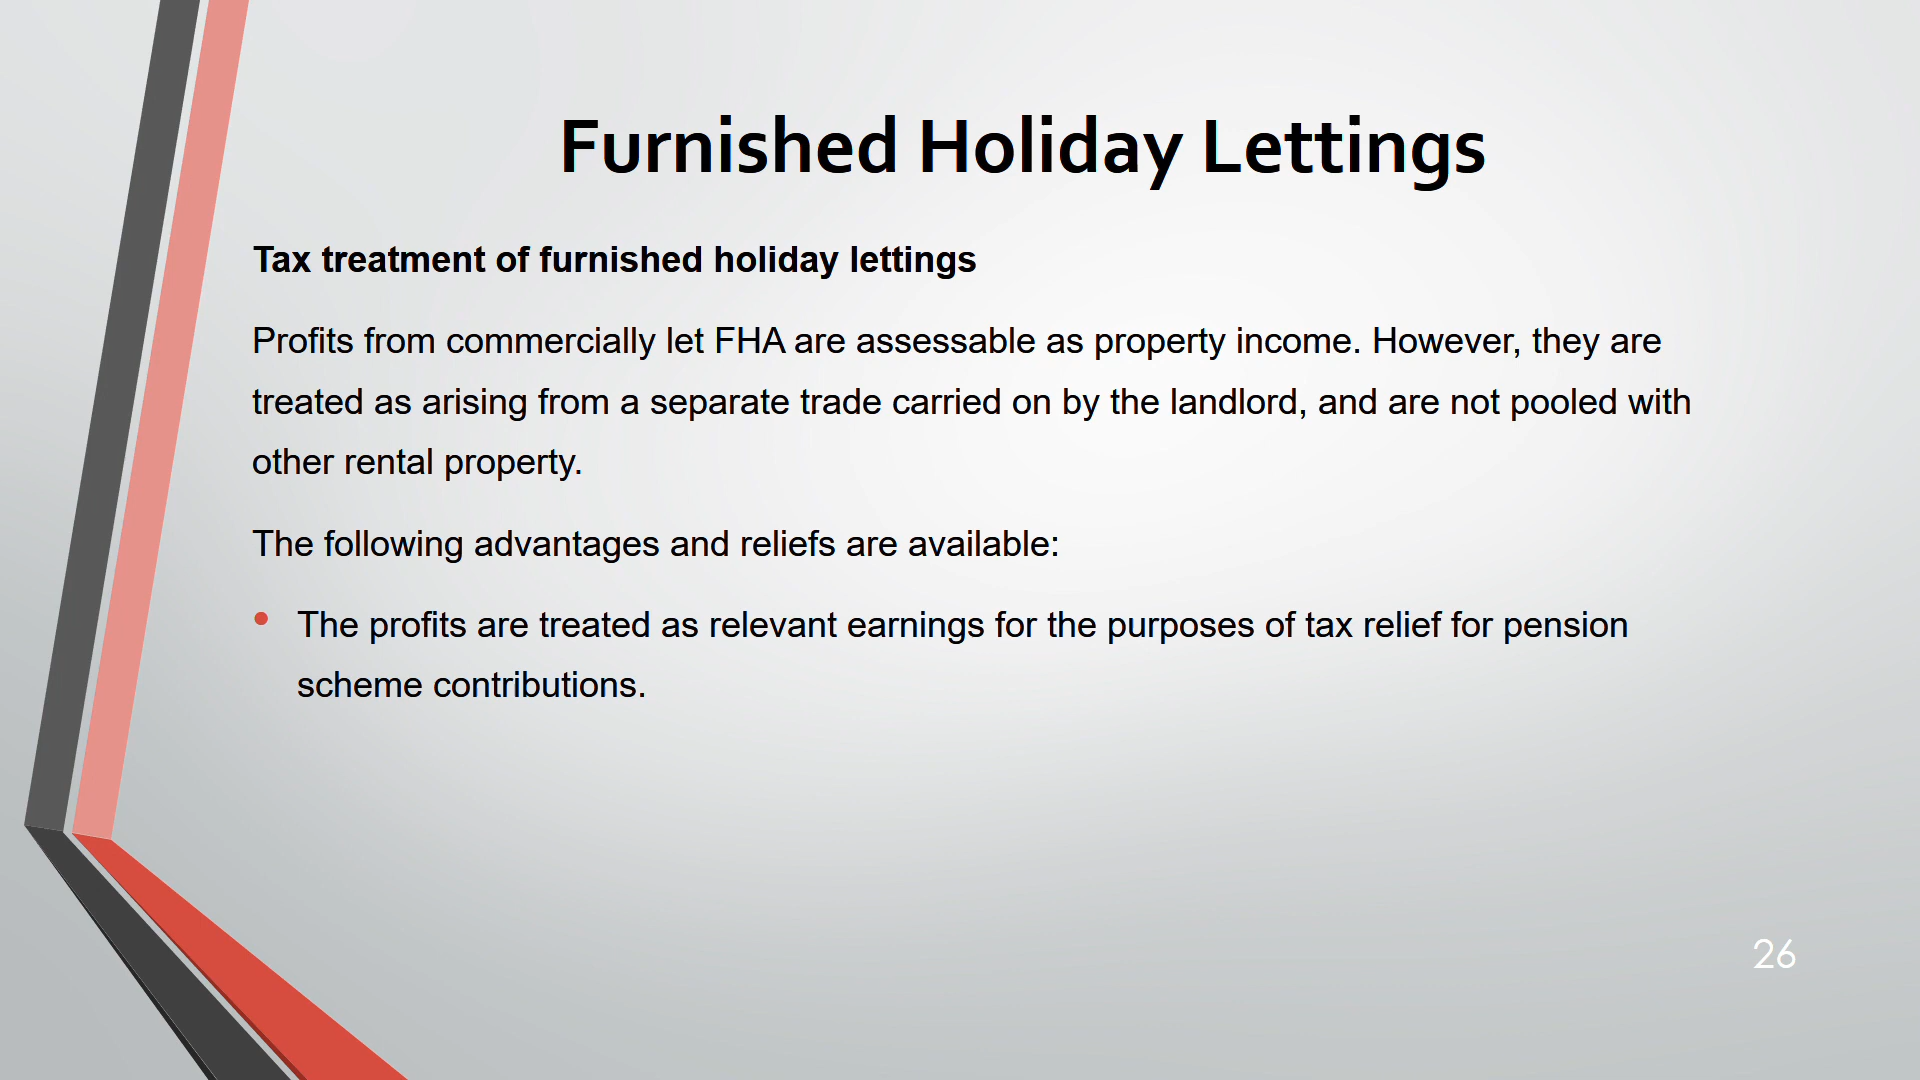 Furnished Holiday Lettings
Tax treatment of furnished holiday lettings
Profits from commercially let FHA are assessable as property income. However, they are
treated as arising from a separate trade carried on by the landlord, and are not pooled with
other rental property.
The following advantages and reliefs are available:
• The profits are treated as relevant earnings for the purposes of tax relief for pension
scheme contributions.
26